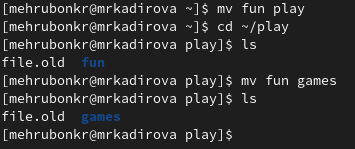 [mehrubonkr@mrkadirova ~]$ mv fun play
[mehrubonkr@mrkadirova ~]$ cd ~/play
[mehrubonkr@mrkadirova play]$ ls
file.old  fun
[mehrubonkr@mrkadirova play]$ mv fun games
[mehrubonkr@mrkadirova play]$ ls
file.old  games
[mehrubonkr@mrkadirova play]$